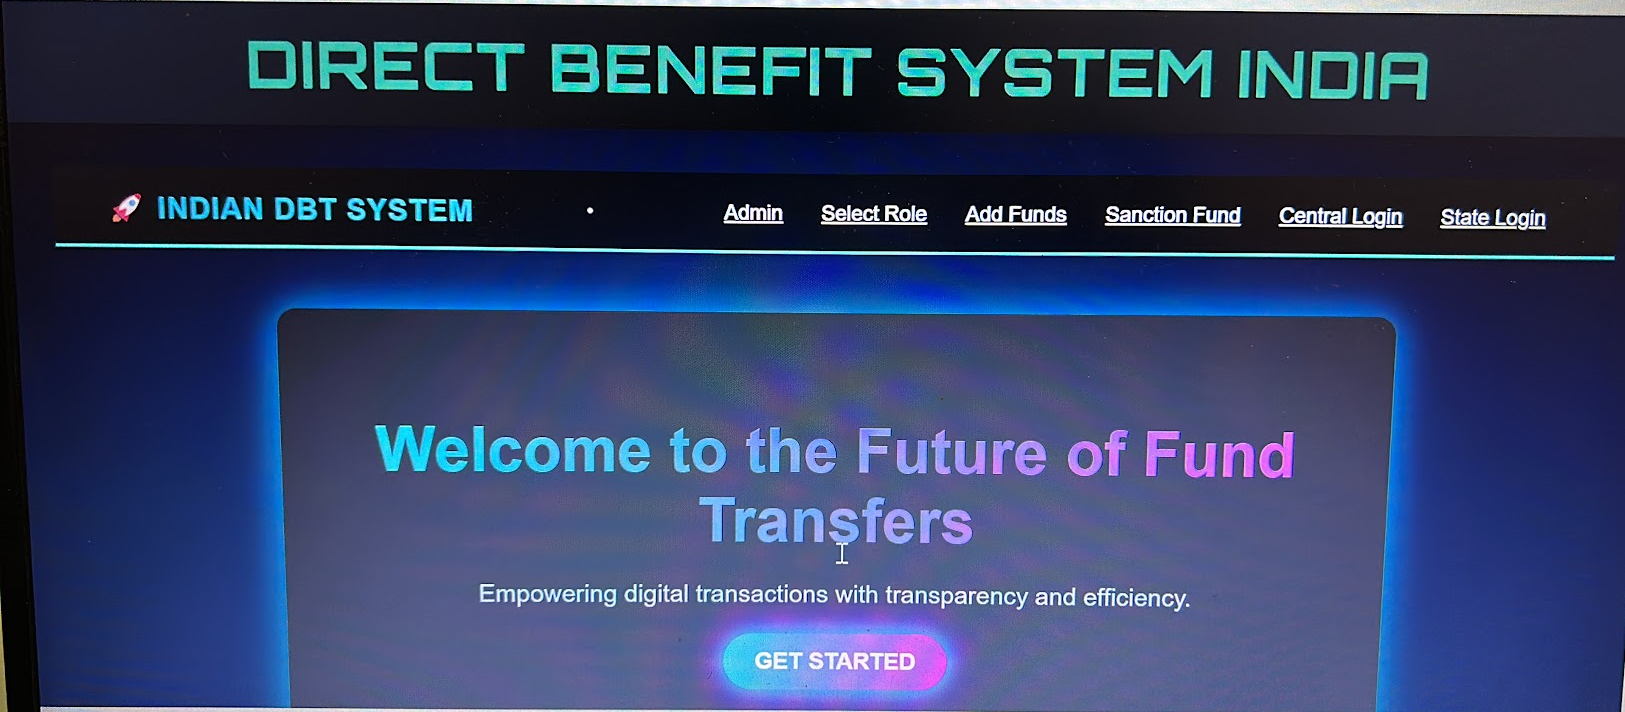 DIRECT BENEFIT SYSTEM INDIA
🚀 INDIAN DBT SYSTEM
Admin Select Role Add Funds Sanction Fund Central Login State Login
Welcome to the Future of Fund
Transfers
Empowering digital transactions with transparency and efficiency.
GET STARTED